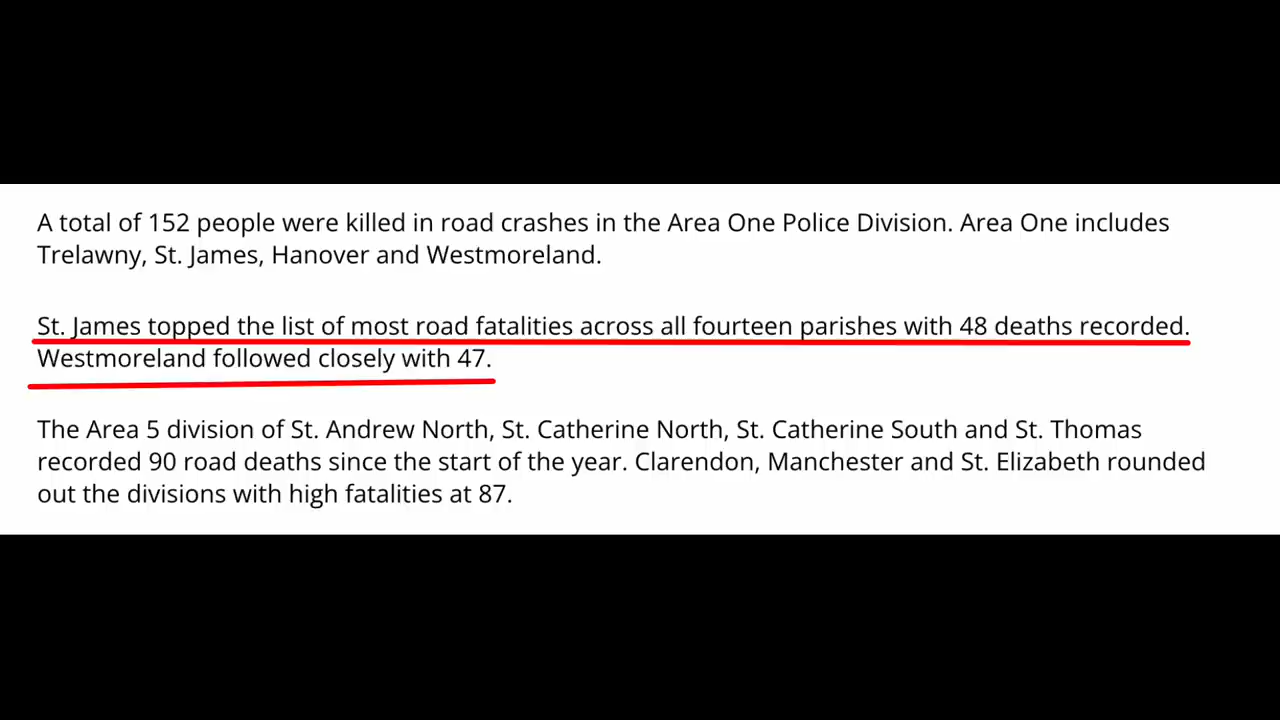 A total of 152 people were killed in road crashes in the Area One Police Division. Area One includes
Trelawny, St. James, Hanover and Westmoreland.
St. James topped the list of most road fatalities across all fourteen parishes with 48 deaths recorded.
Westmoreland followed closely with 47.
The Area 5 division of St. Andrew North, St. Catherine North, St. Catherine South and St. Thomas
recorded 90 road deaths since the start of the year. Clarendon, Manchester and St. Elizabeth rounded
out the divisions with high fatalities at 87.